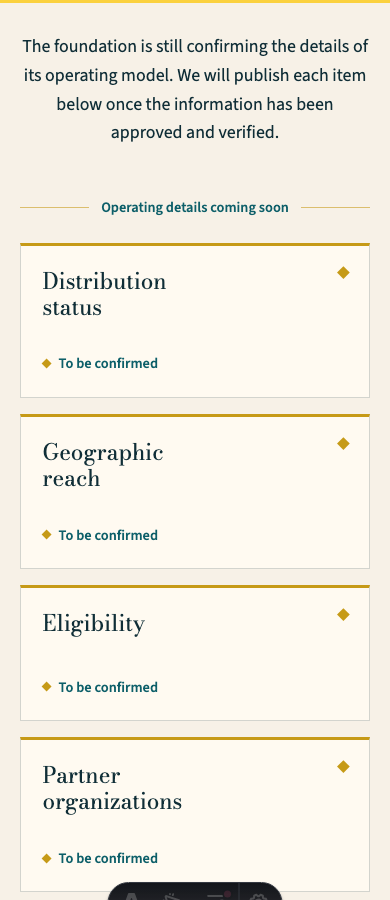 The foundation is still confirming the details of
its operating model. We will publish each item
below once the information has been
approved and verified.
Operating details coming soon
Distribution
status
To be confirmed
Geographic
reach
To be confirmed
Eligibility
To be confirmed
Partner
organizations
To be confirmed